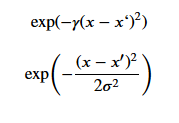 exp(−γ(x − x‘)²)
exp(−(x − x′)²/2σ²)